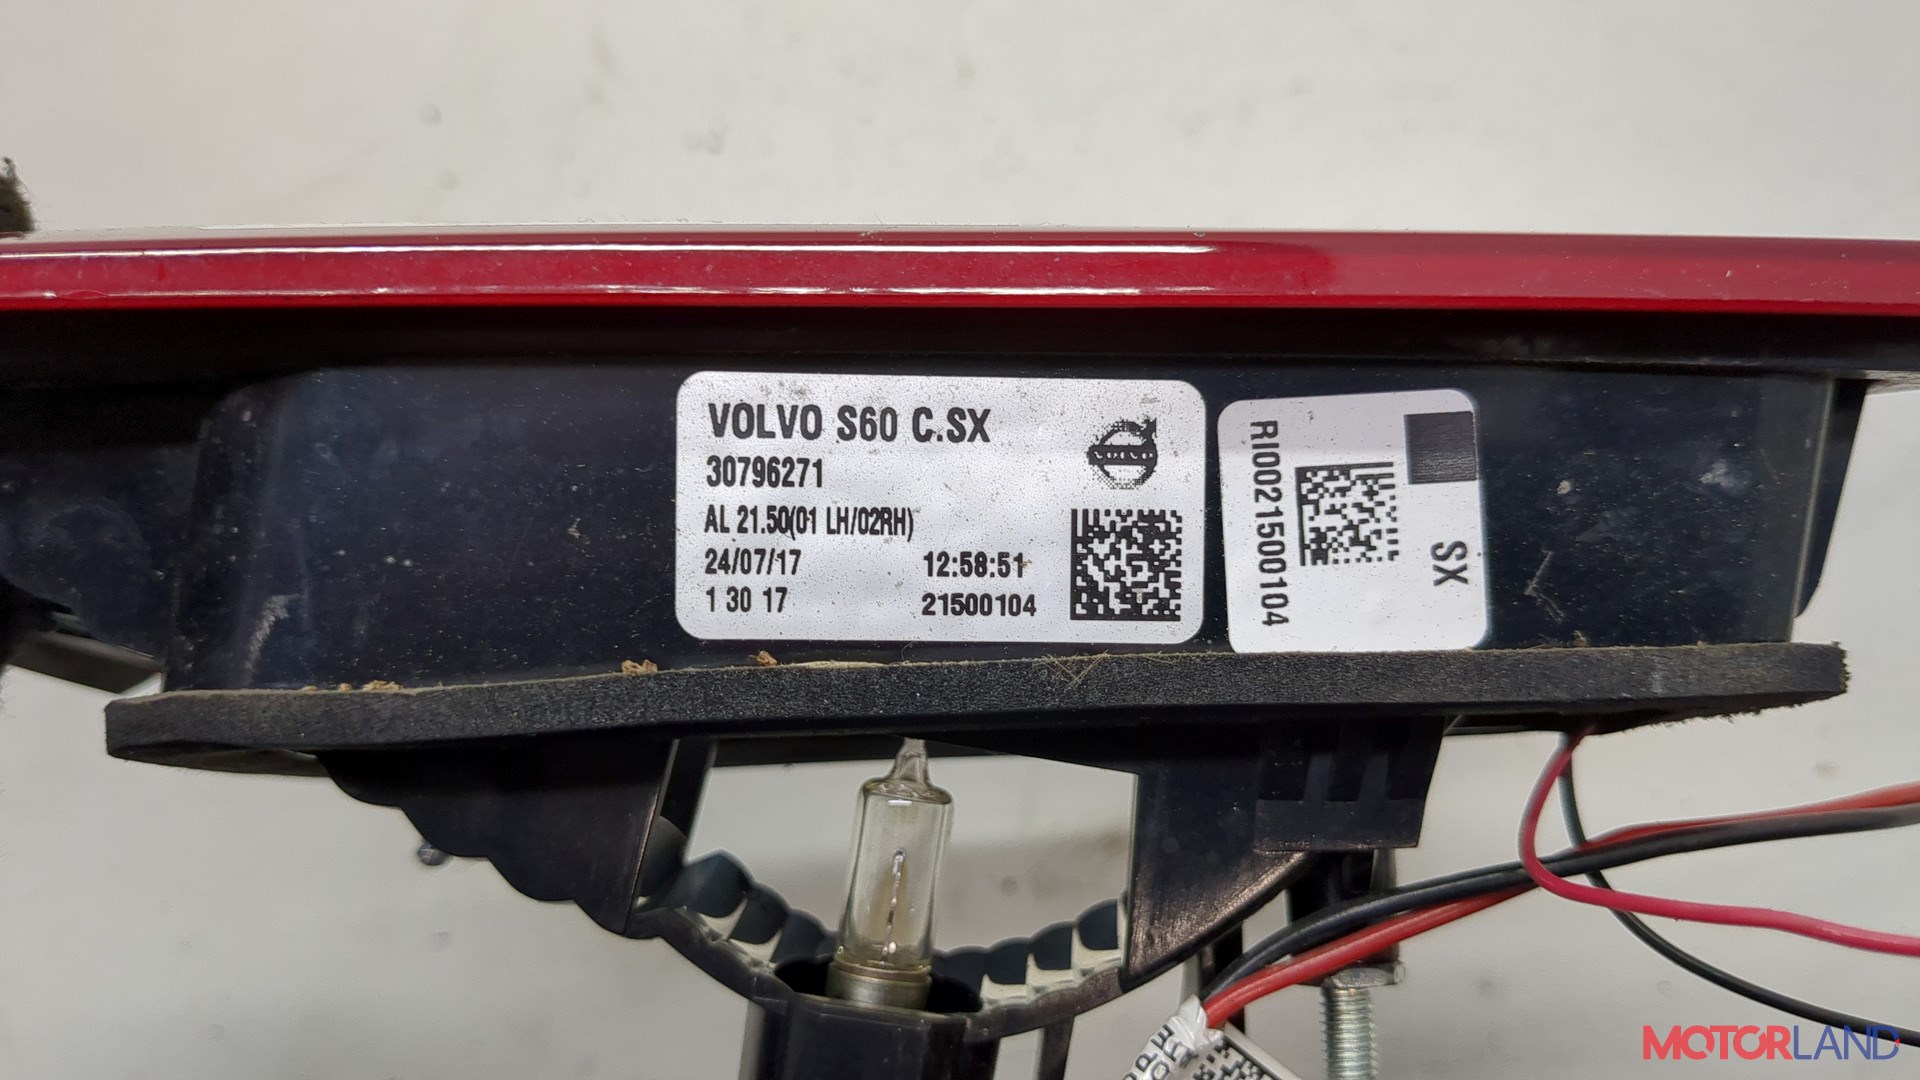 VOLVO S60 C.SX
30796271
AL 21.50(01 LH/02RH)
24/07/17 12:58:51
1 30 17 21500104
VOLVO
RI0021500104
SX
MOTORLAND